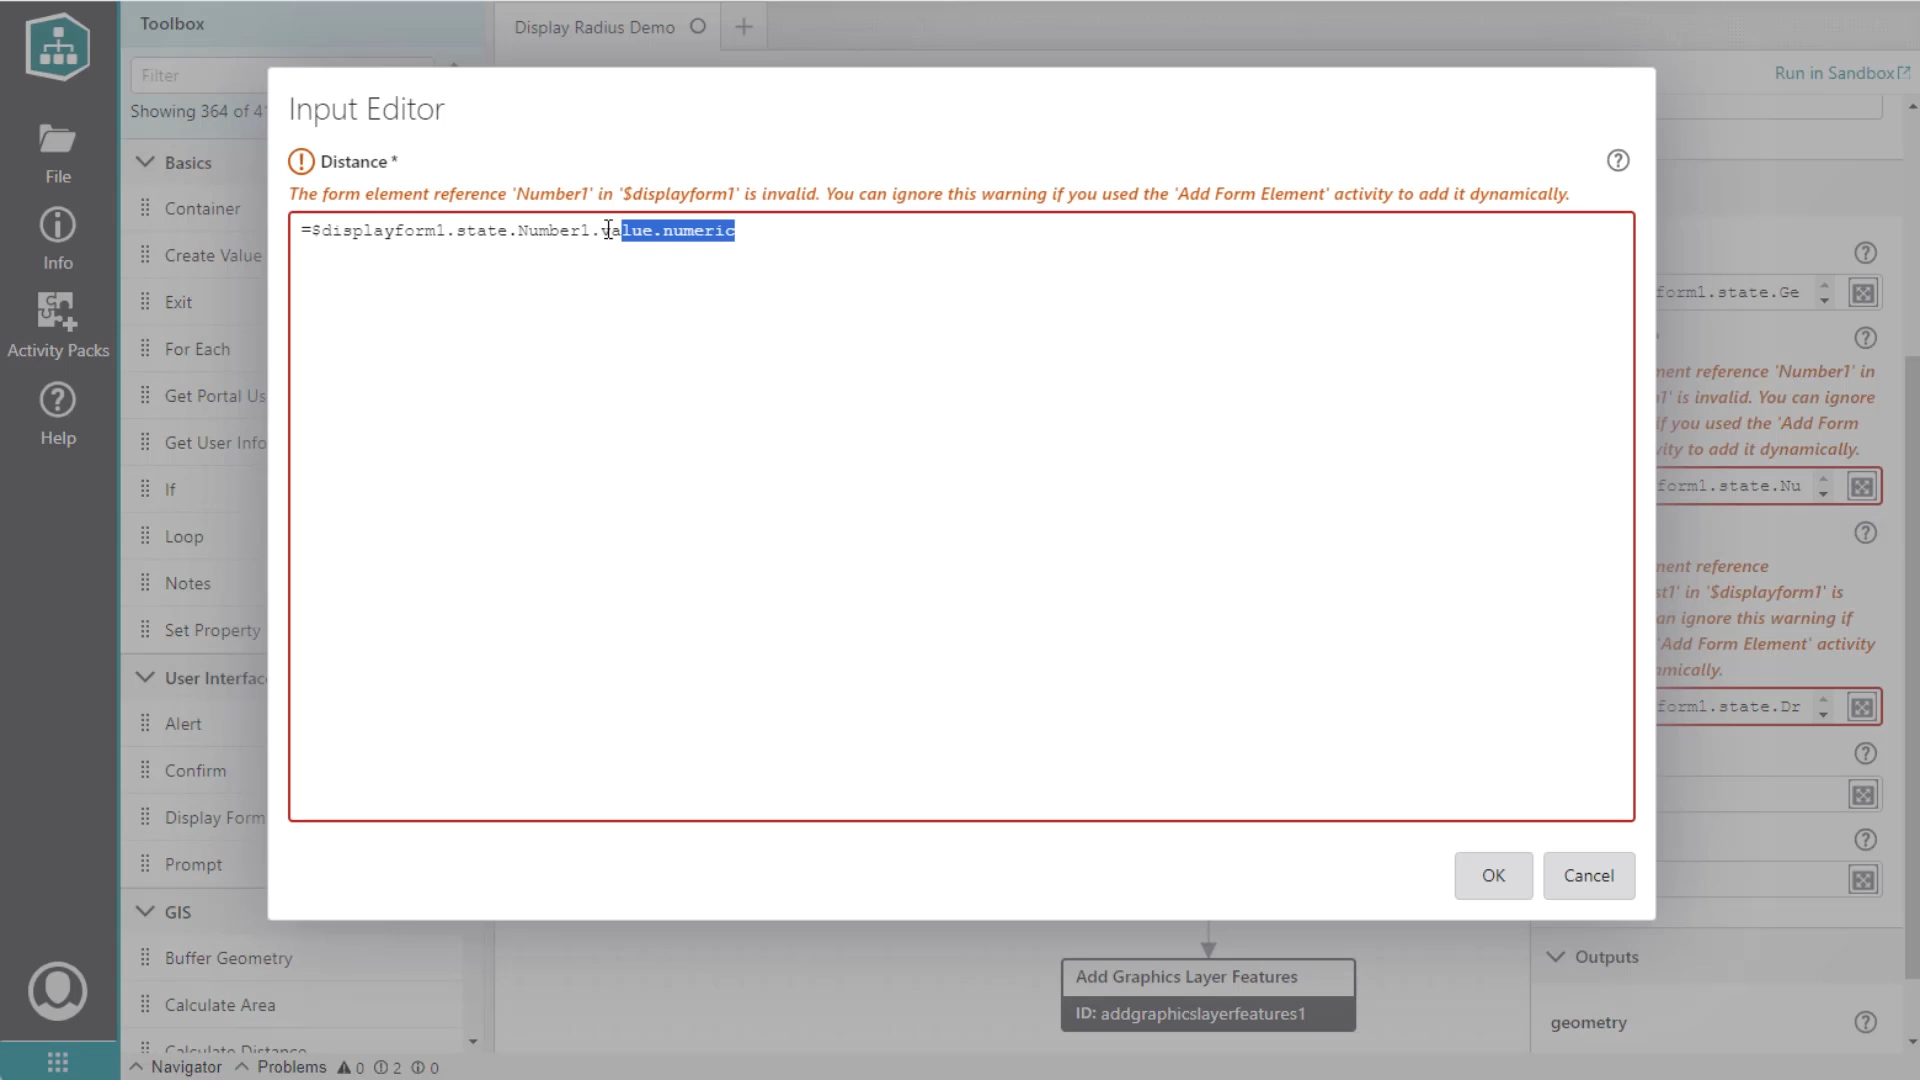 Toolbox
Display Radius Demo
Filter
Run in Sandbox
Showing 364 of 4
Input Editor
Distance *
The form element reference 'Number1' in '$displayform1' is invalid. You can ignore this warning if you used the 'Add Form Element' activity to add it dynamically.
=$displayform1.state.Number1.value.numeric
File
Info
Activity Packs
Help
Basics
Container
Create Value
Exit
For Each
Get Portal Us
Get User Info
If
Loop
Notes
Set Property
User Interfac
Alert
Confirm
Display Form
Prompt
GIS
Buffer Geometry
Calculate Area
Calculate Distance
form1.state.Ge
ment reference 'Number1' in
1' is invalid. You can ignore
if you used the 'Add Form
vity to add it dynamically.
form1.state.Nu
ment reference
st1' in '$displayform1' is
an ignore this warning if
'Add Form Element' activity
amically.
form1.state.Dr
OK
Cancel
Add Graphics Layer Features
ID: addgraphicslayerfeatures1
Outputs
geometry
Navigator
Problems 0 2 0